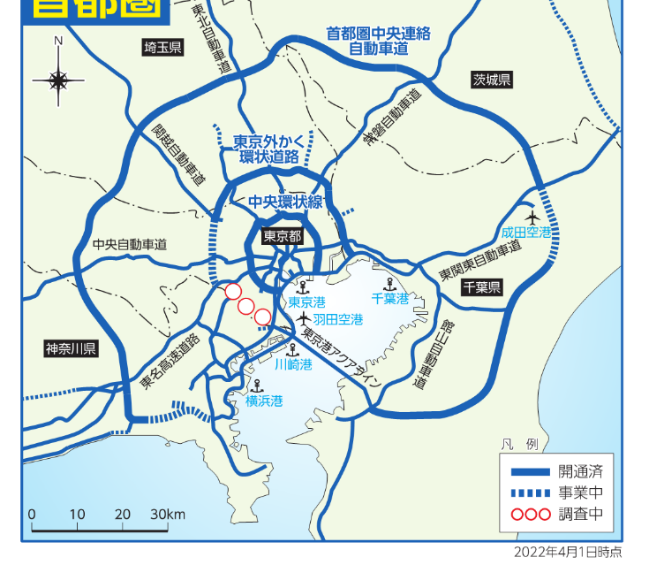 首都圏
N
埼玉県
東北自動車道
首都圏中央連絡
自動車道
茨城県
関越自動車道
常磐自動車道
東京外かく
環状道路
中央環状線
東京都
中央自動車道
成田空港
東関東自動車道
千葉県
東京港
千葉港
羽田空港
神奈川県
東名高速道路
東京港アクアライン
館山自動車道
川崎港
横浜港
凡 例
開通済
事業中
調査中
0 10 20 30km
2022年4月1日時点